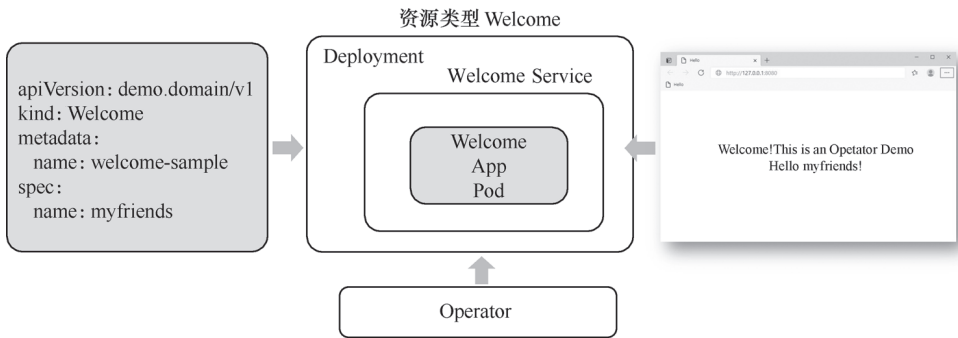 资源类型 Welcome
apiVersion: demo.domain/v1
kind: Welcome
metadata:
name: welcome-sample
spec:
name: myfriends
Deployment
Welcome Service
Welcome
App
Pod
Operator
Hello
http://127.0.0.1:8080
Hello
Welcome!This is an Opetator Demo
Hello myfriends!